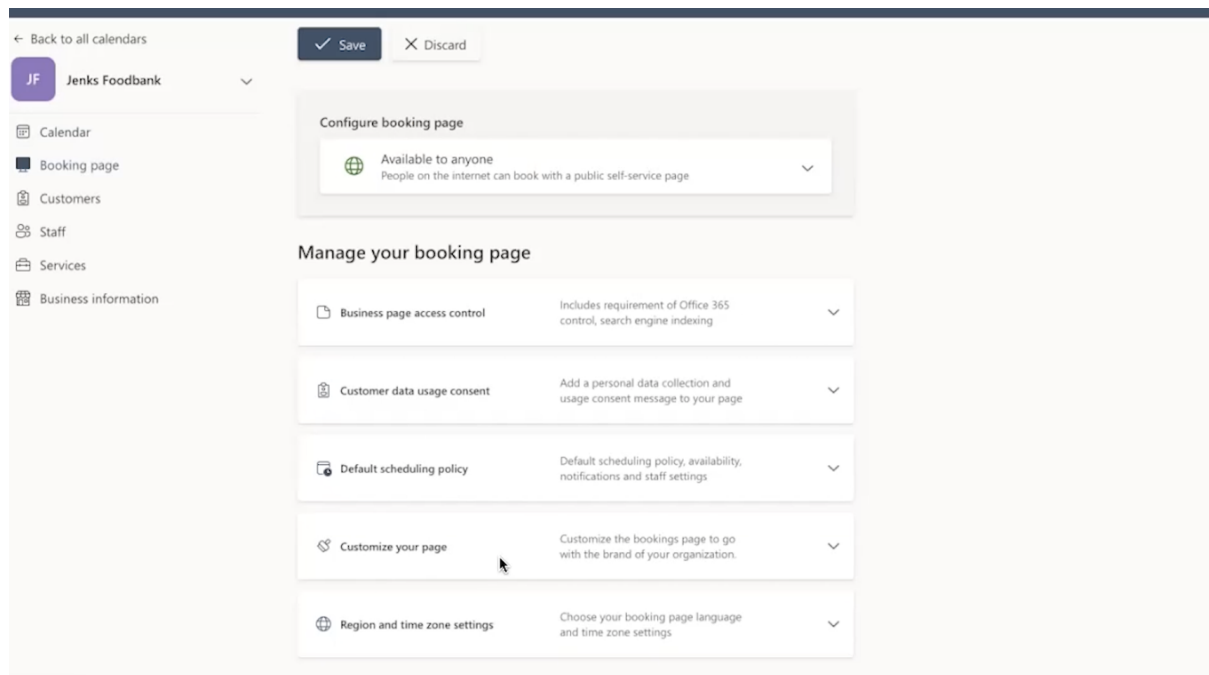 ← Back to all calendars
JF
Jenks Foodbank
Calendar
Booking page
Customers
Staff
Services
Business information
Save
Discard
Configure booking page
Available to anyone
People on the internet can book with a public self-service page
Manage your booking page
Business page access control
Includes requirement of Office 365
control, search engine indexing
Customer data usage consent
Add a personal data collection and
usage consent message to your page
Default scheduling policy
Default scheduling policy, availability,
notifications and staff settings
Customize your page
Customize the bookings page to go
with the brand of your organization.
Region and time zone settings
Choose your booking page language
and time zone settings